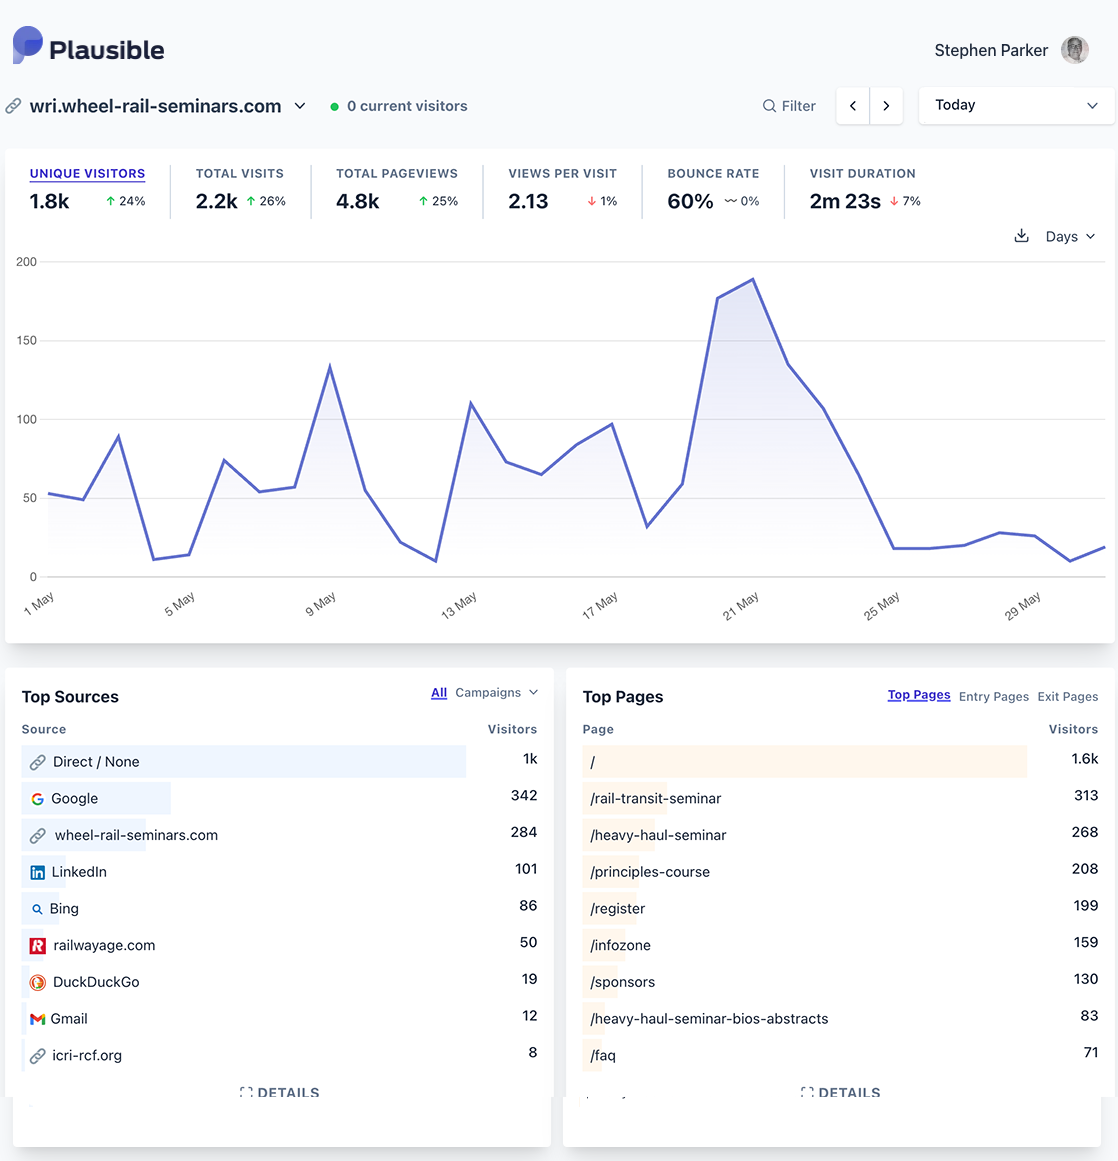 Plausible
Stephen Parker
wri.wheel-rail-seminars.com
0 current visitors
Filter
Today
UNIQUE VISITORS TOTAL VISITS TOTAL PAGEVIEWS VIEWS PER VISIT BOUNCE RATE VISIT DURATION
1.8k ↑ 24% 2.2k ↑ 26% 4.8k ↑ 25% 2.13 ↓ 1% 60% 〰 0% 2m 23s ↓ 7%
Days
200
150
100
50
0
1 May 5 May 9 May 13 May 17 May 21 May 25 May 29 May
Top Sources All Campaigns
Source Visitors
Direct / None 1k
Google 342
wheel-rail-seminars.com 284
LinkedIn 101
Bing 86
railwayage.com 50
DuckDuckGo 19
Gmail 12
icri-rcf.org 8
DETAILS
Top Pages Top Pages Entry Pages Exit Pages
Page Visitors
/ 1.6k
/rail-transit-seminar 313
/heavy-haul-seminar 268
/principles-course 208
/register 199
/infozone 159
/sponsors 130
/heavy-haul-seminar-bios-abstracts 83
/faq 71
DETAILS